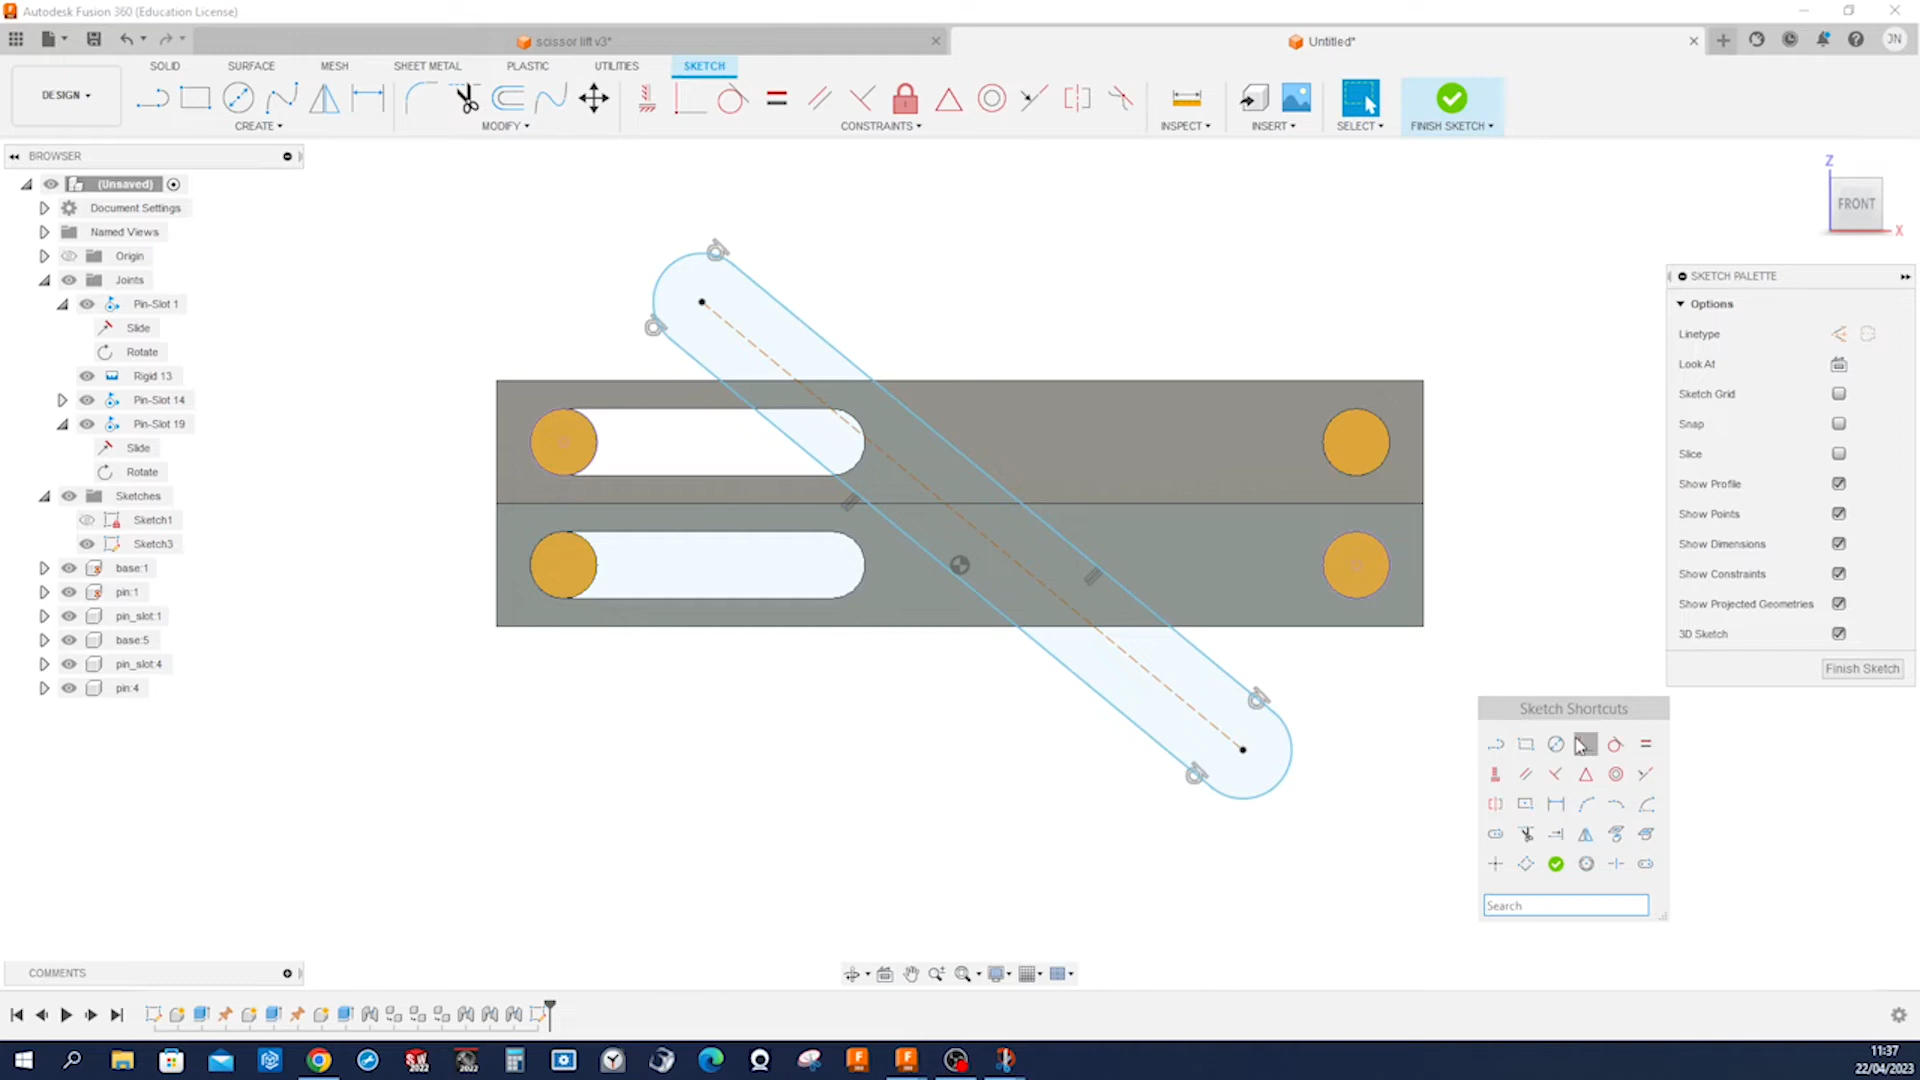 Autodesk Fusion 360 (Education License)
scissor lift v3*
Untitled*
JN
DESIGN
SOLID
SURFACE
MESH
SHEET METAL
PLASTIC
UTILITIES
SKETCH
CREATE
MODIFY
CONSTRAINTS
INSPECT
INSERT
SELECT
FINISH SKETCH
BROWSER
(Unsaved)
Document Settings
Named Views
Origin
Joints
Pin-Slot 1
Slide
Rotate
Rigid 13
Pin-Slot 14
Pin-Slot 19
Slide
Rotate
Sketches
Sketch1
Sketch3
base:1
pin:1
pin_slot:1
base:5
pin_slot:4
pin:4
Z
FRONT
X
SKETCH PALETTE
Options
Linetype
Look At
Sketch Grid
Snap
Slice
Show Profile
Show Points
Show Dimensions
Show Constraints
Show Projected Geometries
3D Sketch
Finish Sketch
Sketch Shortcuts
Search
COMMENTS
SW
2022
2022
11:37
22/04/2023